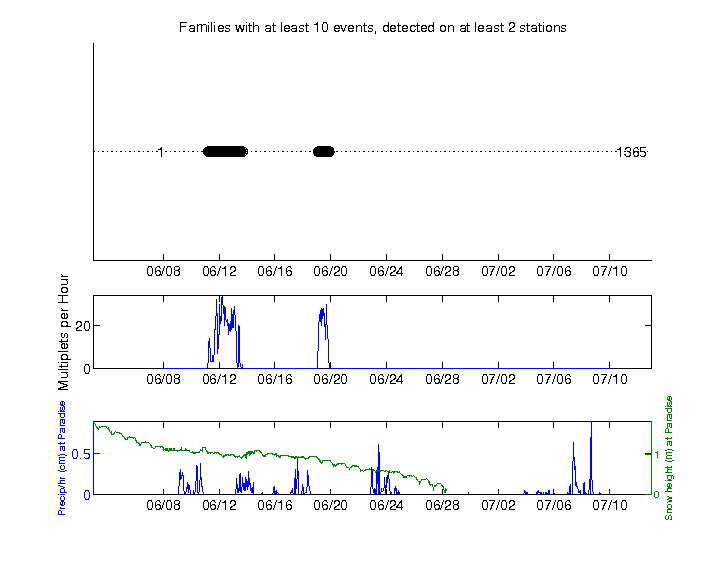 Families with at least 10 events, detected on at least 2 stations
1 1365
06/08 06/12 06/16 06/20 06/24 06/28 07/02 07/06 07/10
Multiplets per Hour
20
0
06/08 06/12 06/16 06/20 06/24 06/28 07/02 07/06 07/10
Precip/hr (cm) at Paradise
0.5
0
Snow height (m) at Paradise
1
0
06/08 06/12 06/16 06/20 06/24 06/28 07/02 07/06 07/10